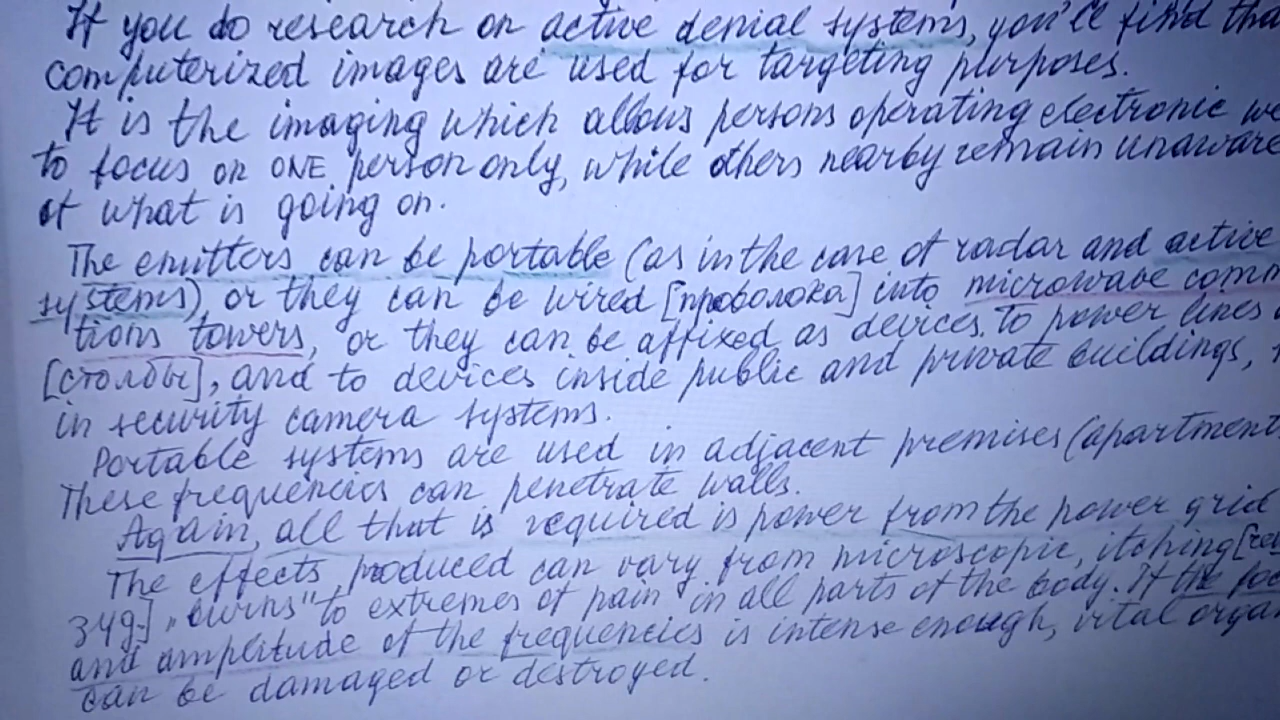 If you do research on active denial systems, you'll find tha
computerized images are used for targeting purposes.
It is the imaging which allows persons operating electronic we
to focus on ONE person only, while others nearby remain unaware
of what is going on.
The emitters can be portable (as in the case of radar and active
systems), or they can be wired [проволока] into microwave comm
tions towers, or they can be affixed as devices to power lines
[столбы], and to devices inside public and private buildings,
in security camera systems.
Portable systems are used in adjacent premises (apartment
These frequencies can penetrate walls.
Again, all that is required is power from the power grid
The effects produced can vary from microscopic, itching
зуд] "burns" to extremes of pain in all parts of the body. If the foc
and amplitude of the frequencies is intense enough, vital orga
can be damaged or destroyed.